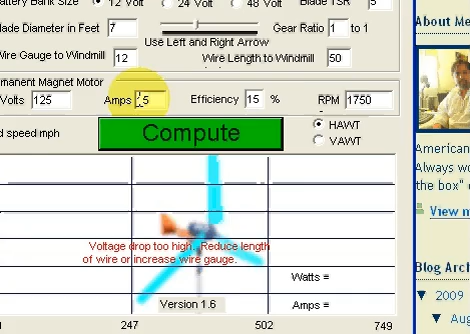 Battery Bank Size 12 Volt 24 Volt 48 Volt Blade TSR 5
Blade Diameter in Feet 7 Gear Ratio 1 to 1
Use Left and Right Arrow
Wire Gauge to Windmill 12 Wire Length to Windmill 50
manent Magnet Motor
Volts 125 Amps 5 Efficiency 15 % RPM 1750
d speed mph Compute HAWT
VAWT
Voltage drop too high. Reduce length
of wire or increase wire gauge.
Watts =
Version 1.6 Amps =
247 502 749
About Me
American
Always wo
the box" a
View m
Blog Arch
▼ 2009
▼ Aug